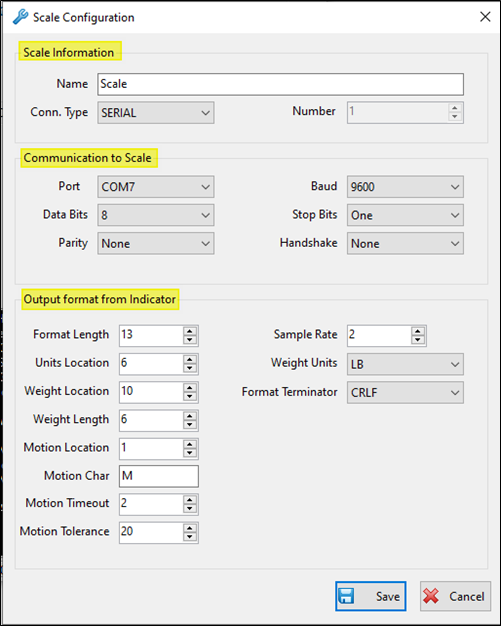 Scale Configuration
Scale Information
Name Scale
Conn. Type SERIAL Number 1
Communication to Scale
Port COM7 Baud 9600
Data Bits 8 Stop Bits One
Parity None Handshake None
Output format from Indicator
Format Length 13 Sample Rate 2
Units Location 6 Weight Units LB
Weight Location 10 Format Terminator CRLF
Weight Length 6
Motion Location 1
Motion Char M
Motion Timeout 2
Motion Tolerance 20
Save Cancel